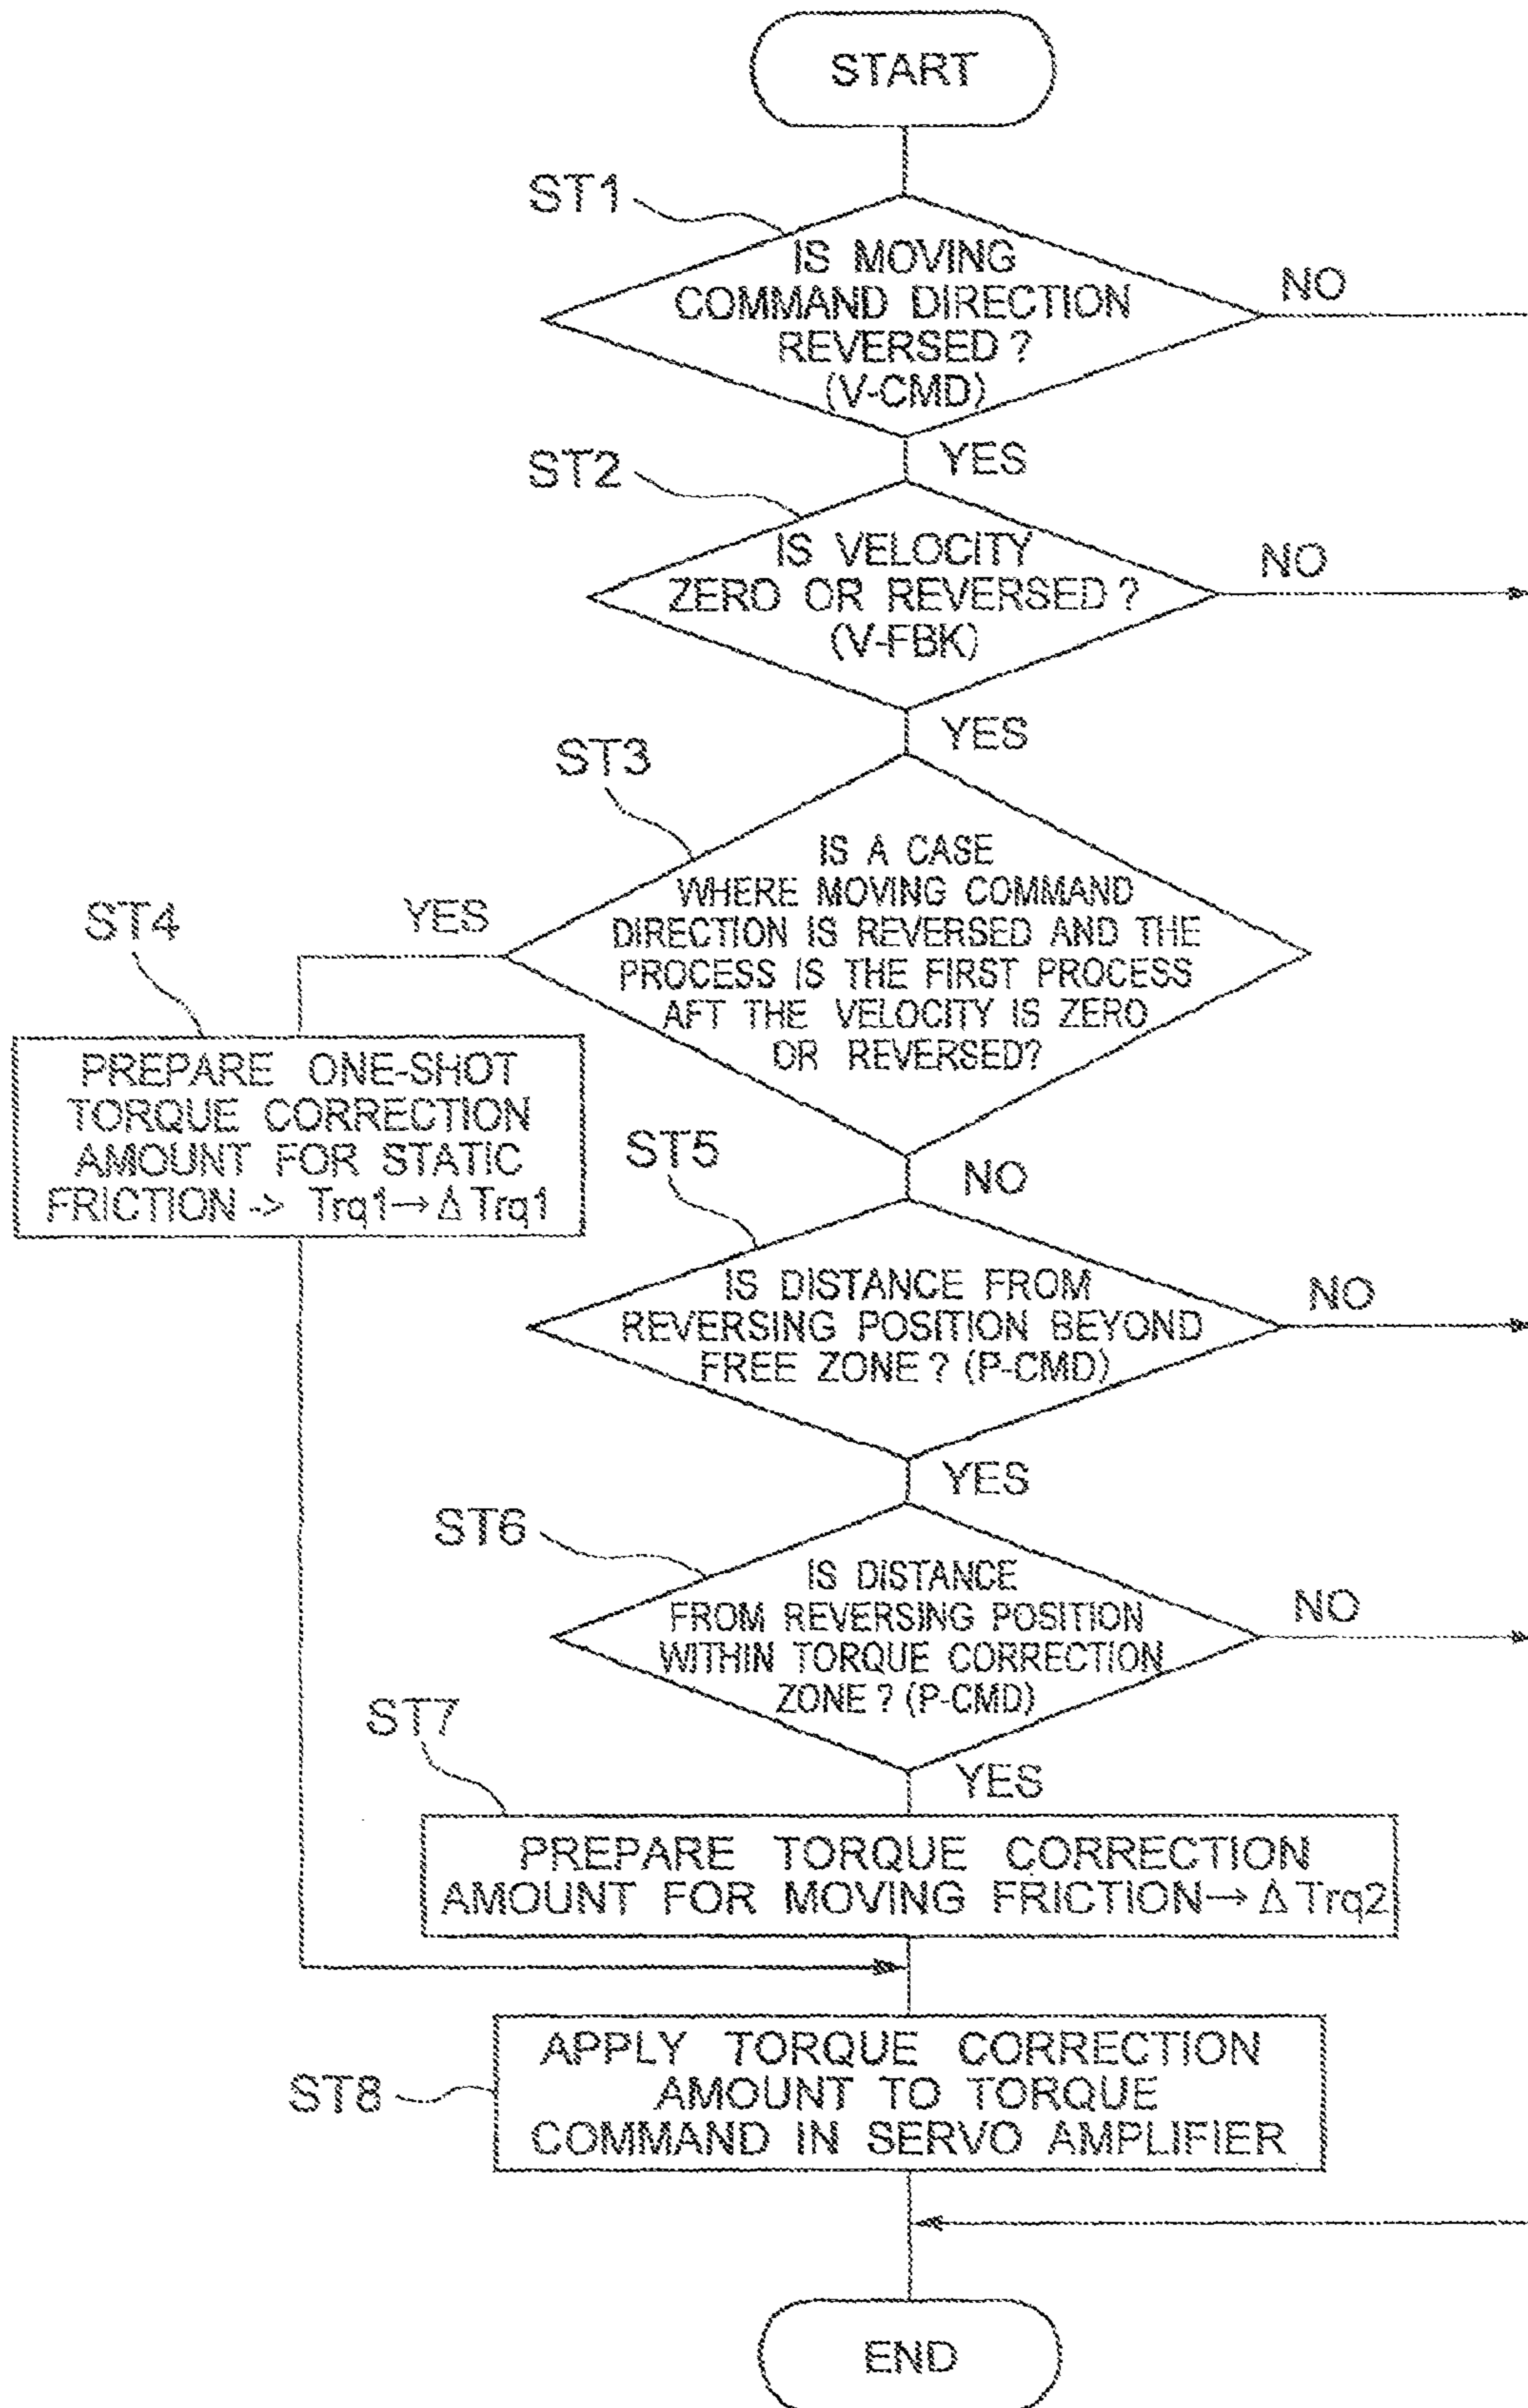 START
ST1
IS MOVING
COMMAND DIRECTION
REVERSED ?
(V-CMD)
NO
YES
ST2
IS VELOCITY
ZERO OR REVERSED ?
(V-FBK)
NO
YES
ST3
IS A CASE
WHERE MOVING COMMAND
DIRECTION IS REVERSED AND THE
PROCESS IS THE FIRST PROCESS
AFT THE VELOCITY IS ZERO
OR REVERSED?
YES
ST4
PREPARE ONE-SHOT
TORQUE CORRECTION
AMOUNT FOR STATIC
FRICTION -> Trq1→Δ Trq1
NO
ST5
IS DISTANCE FROM
REVERSING POSITION BEYOND
FREE ZONE ? (P-CMD)
NO
YES
ST6
IS DISTANCE
FROM REVERSING POSITION
WITHIN TORQUE CORRECTION
ZONE ? (P-CMD)
NO
YES
ST7
PREPARE TORQUE CORRECTION
AMOUNT FOR MOVING FRICTION→Δ Trq2
ST8
APPLY TORQUE CORRECTION
AMOUNT TO TORQUE
COMMAND IN SERVO AMPLIFIER
END